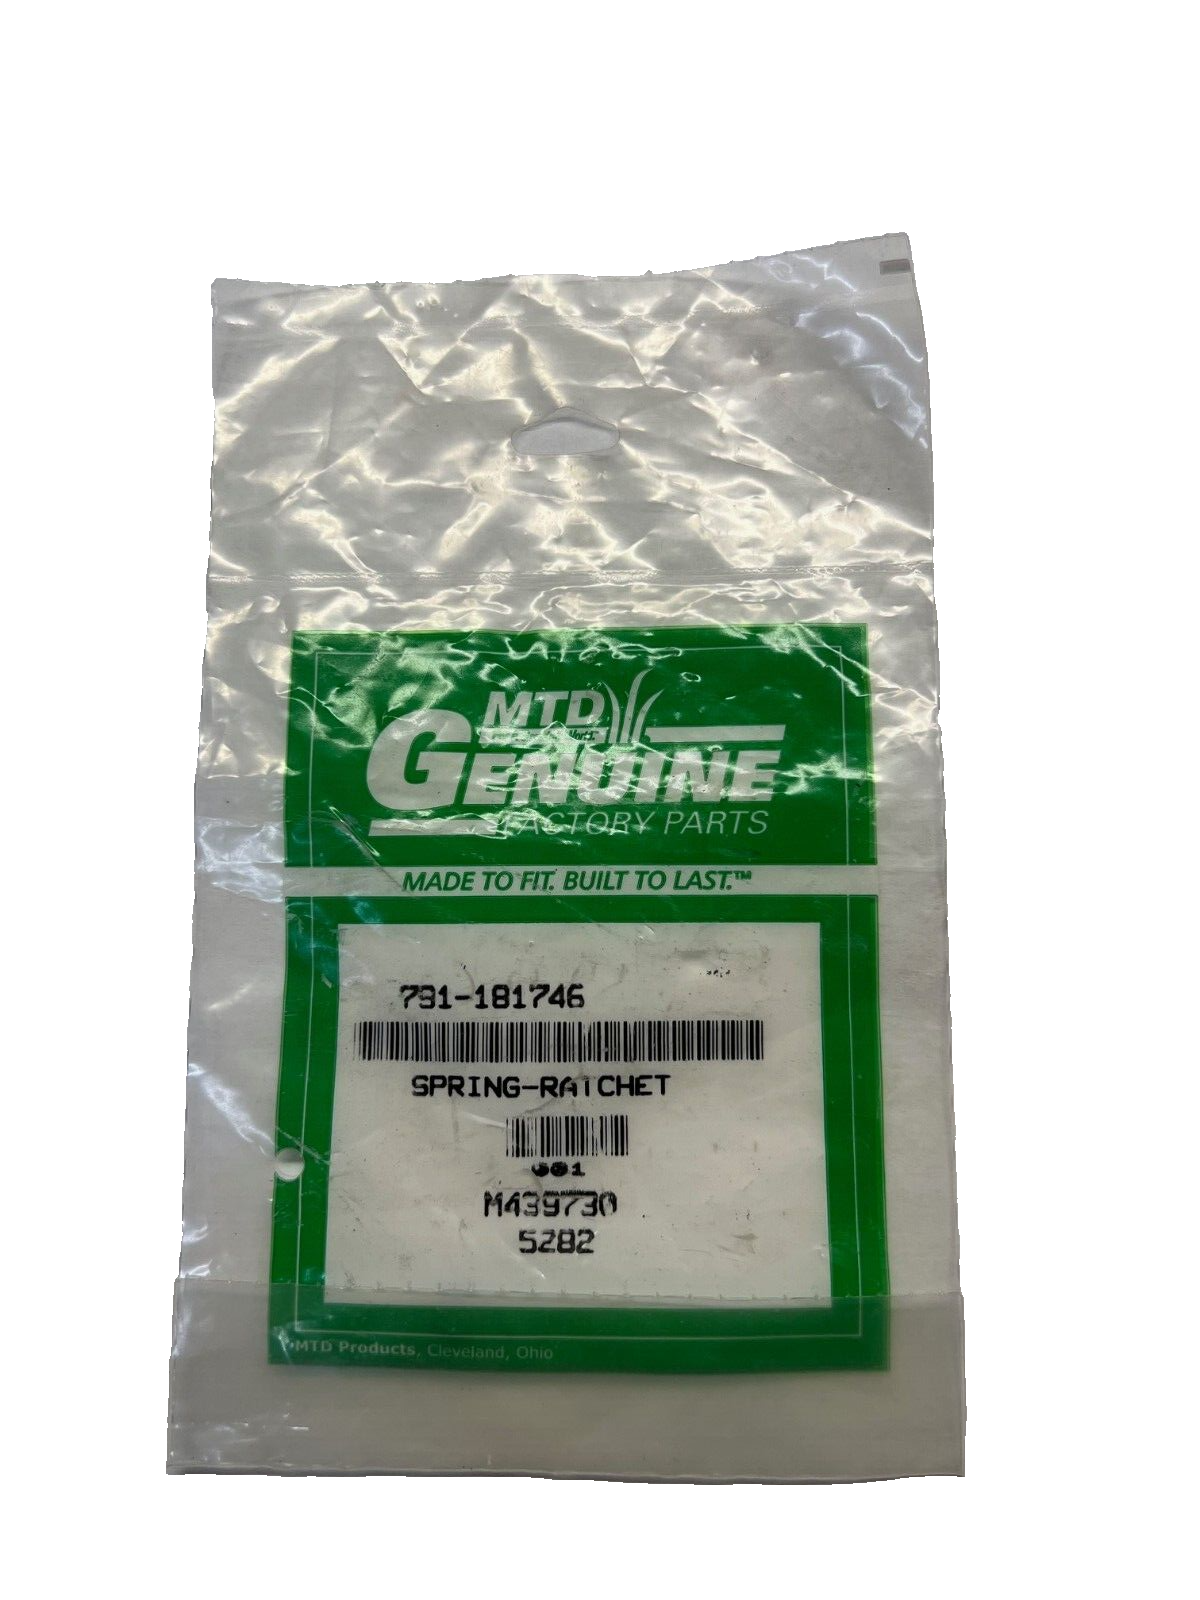 MTD
GENUINE
FACTORY PARTS
MADE TO FIT. BUILT TO LAST.™
791-181746
SPRING-RATCHET
001
M439730
5282
MTD Products, Cleveland, Ohio